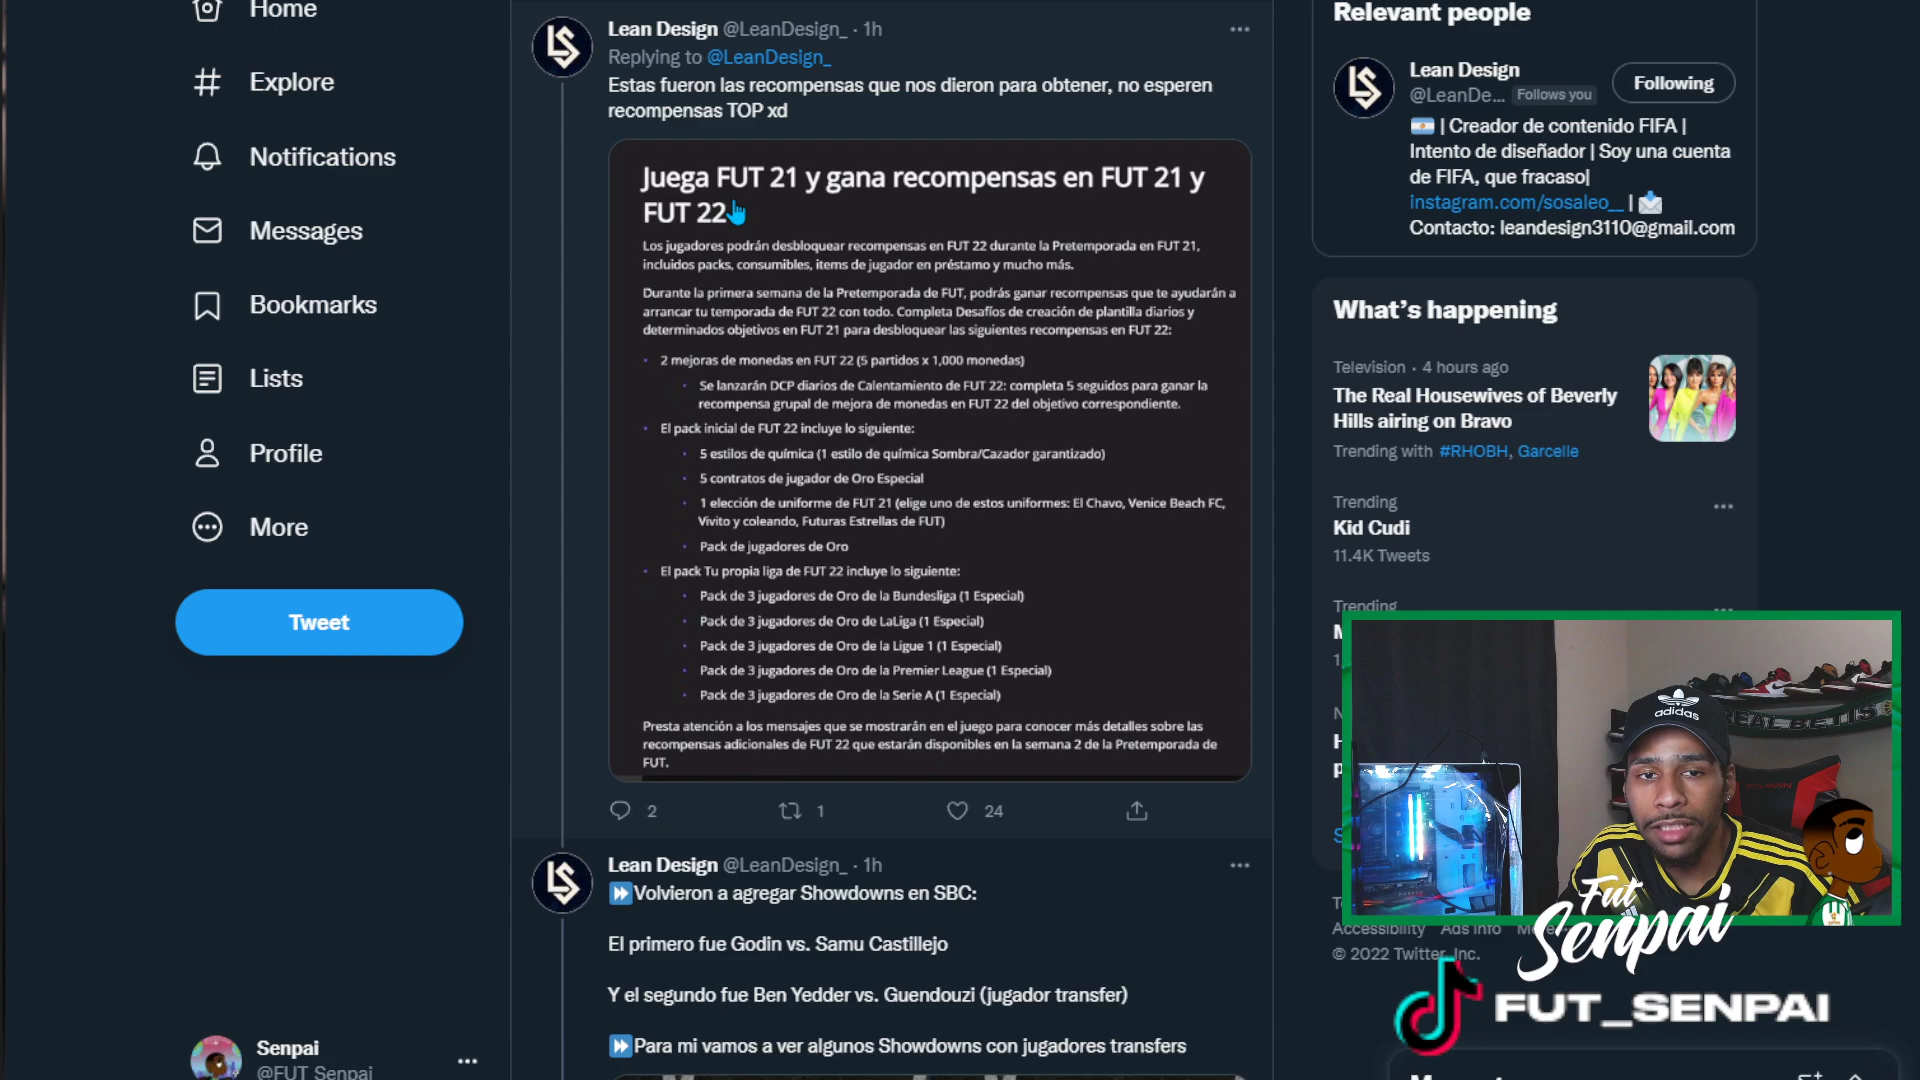 Home
Explore
Notifications
Messages
Bookmarks
Lists
Profile
More
Tweet
Senpai
@FUT_Senpai
Lean Design @LeanDesign_ · 1h
Replying to @LeanDesign_
Estas fueron las recompensas que nos dieron para obtener, no esperen
recompensas TOP xd
Juega FUT 21 y gana recompensas en FUT 21 y
FUT 22
Los jugadores podrán desbloquear recompensas en FUT 22 durante la Pretemporada en FUT 21,
incluidos packs, consumibles, items de jugador en préstamo y mucho más.
Durante la primera semana de la Pretemporada de FUT, podrás ganar recompensas que te ayudarán a
arrancar tu temporada de FUT 22 con todo. Completa Desafíos de creación de plantilla diarios y
determinados objetivos en FUT 21 para desbloquear las siguientes recompensas en FUT 22:
• 2 mejoras de monedas en FUT 22 (5 partidos x 1,000 monedas)
• Se lanzarán DCP diarios de Calentamiento de FUT 22: completa 5 seguidos para ganar la
recompensa grupal de mejora de monedas en FUT 22 del objetivo correspondiente.
• El pack inicial de FUT 22 incluye lo siguiente:
• 5 estilos de química (1 estilo de química Sombra/Cazador garantizado)
• 5 contratos de jugador de Oro Especial
• 1 elección de uniforme de FUT 21 (elige uno de estos uniformes: El Chavo, Venice Beach FC,
Vivito y coleando, Futuras Estrellas de FUT)
• Pack de jugadores de Oro
• El pack Tu propia liga de FUT 22 incluye lo siguiente:
• Pack de 3 jugadores de Oro de la Bundesliga (1 Especial)
• Pack de 3 jugadores de Oro de LaLiga (1 Especial)
• Pack de 3 jugadores de Oro de la Ligue 1 (1 Especial)
• Pack de 3 jugadores de Oro de la Premier League (1 Especial)
• Pack de 3 jugadores de Oro de la Serie A (1 Especial)
Presta atención a los mensajes que se mostrarán en el juego para conocer más detalles sobre las
recompensas adicionales de FUT 22 que estarán disponibles en la semana 2 de la Pretemporada de
FUT.
2 1 24
Lean Design @LeanDesign_ · 1h
⏩Volvieron a agregar Showdowns en SBC:
El primero fue Godin vs. Samu Castillejo
Y el segundo fue Ben Yedder vs. Guendouzi (jugador transfer)
⏩Para mi vamos a ver algunos Showdowns con jugadores transfers
Relevant people
Lean Design
@LeanDe... Follows you
Following
🇦🇷 | Creador de contenido FIFA |
Intento de diseñador | Soy una cuenta
de FIFA, que fracaso|
instagram.com/sosaleo__ | 📩
Contacto: leandesign3110@gmail.com
What's happening
Television · 4 hours ago
The Real Housewives of Beverly
Hills airing on Bravo
Trending with #RHOBH, Garcelle
Trending
Kid Cudi
11.4K Tweets
Trending
adidas
REAL BETIS
Accessibility Ads info
© 2022 Twitter, Inc.
Fut
Senpai
FUT_SENPAI